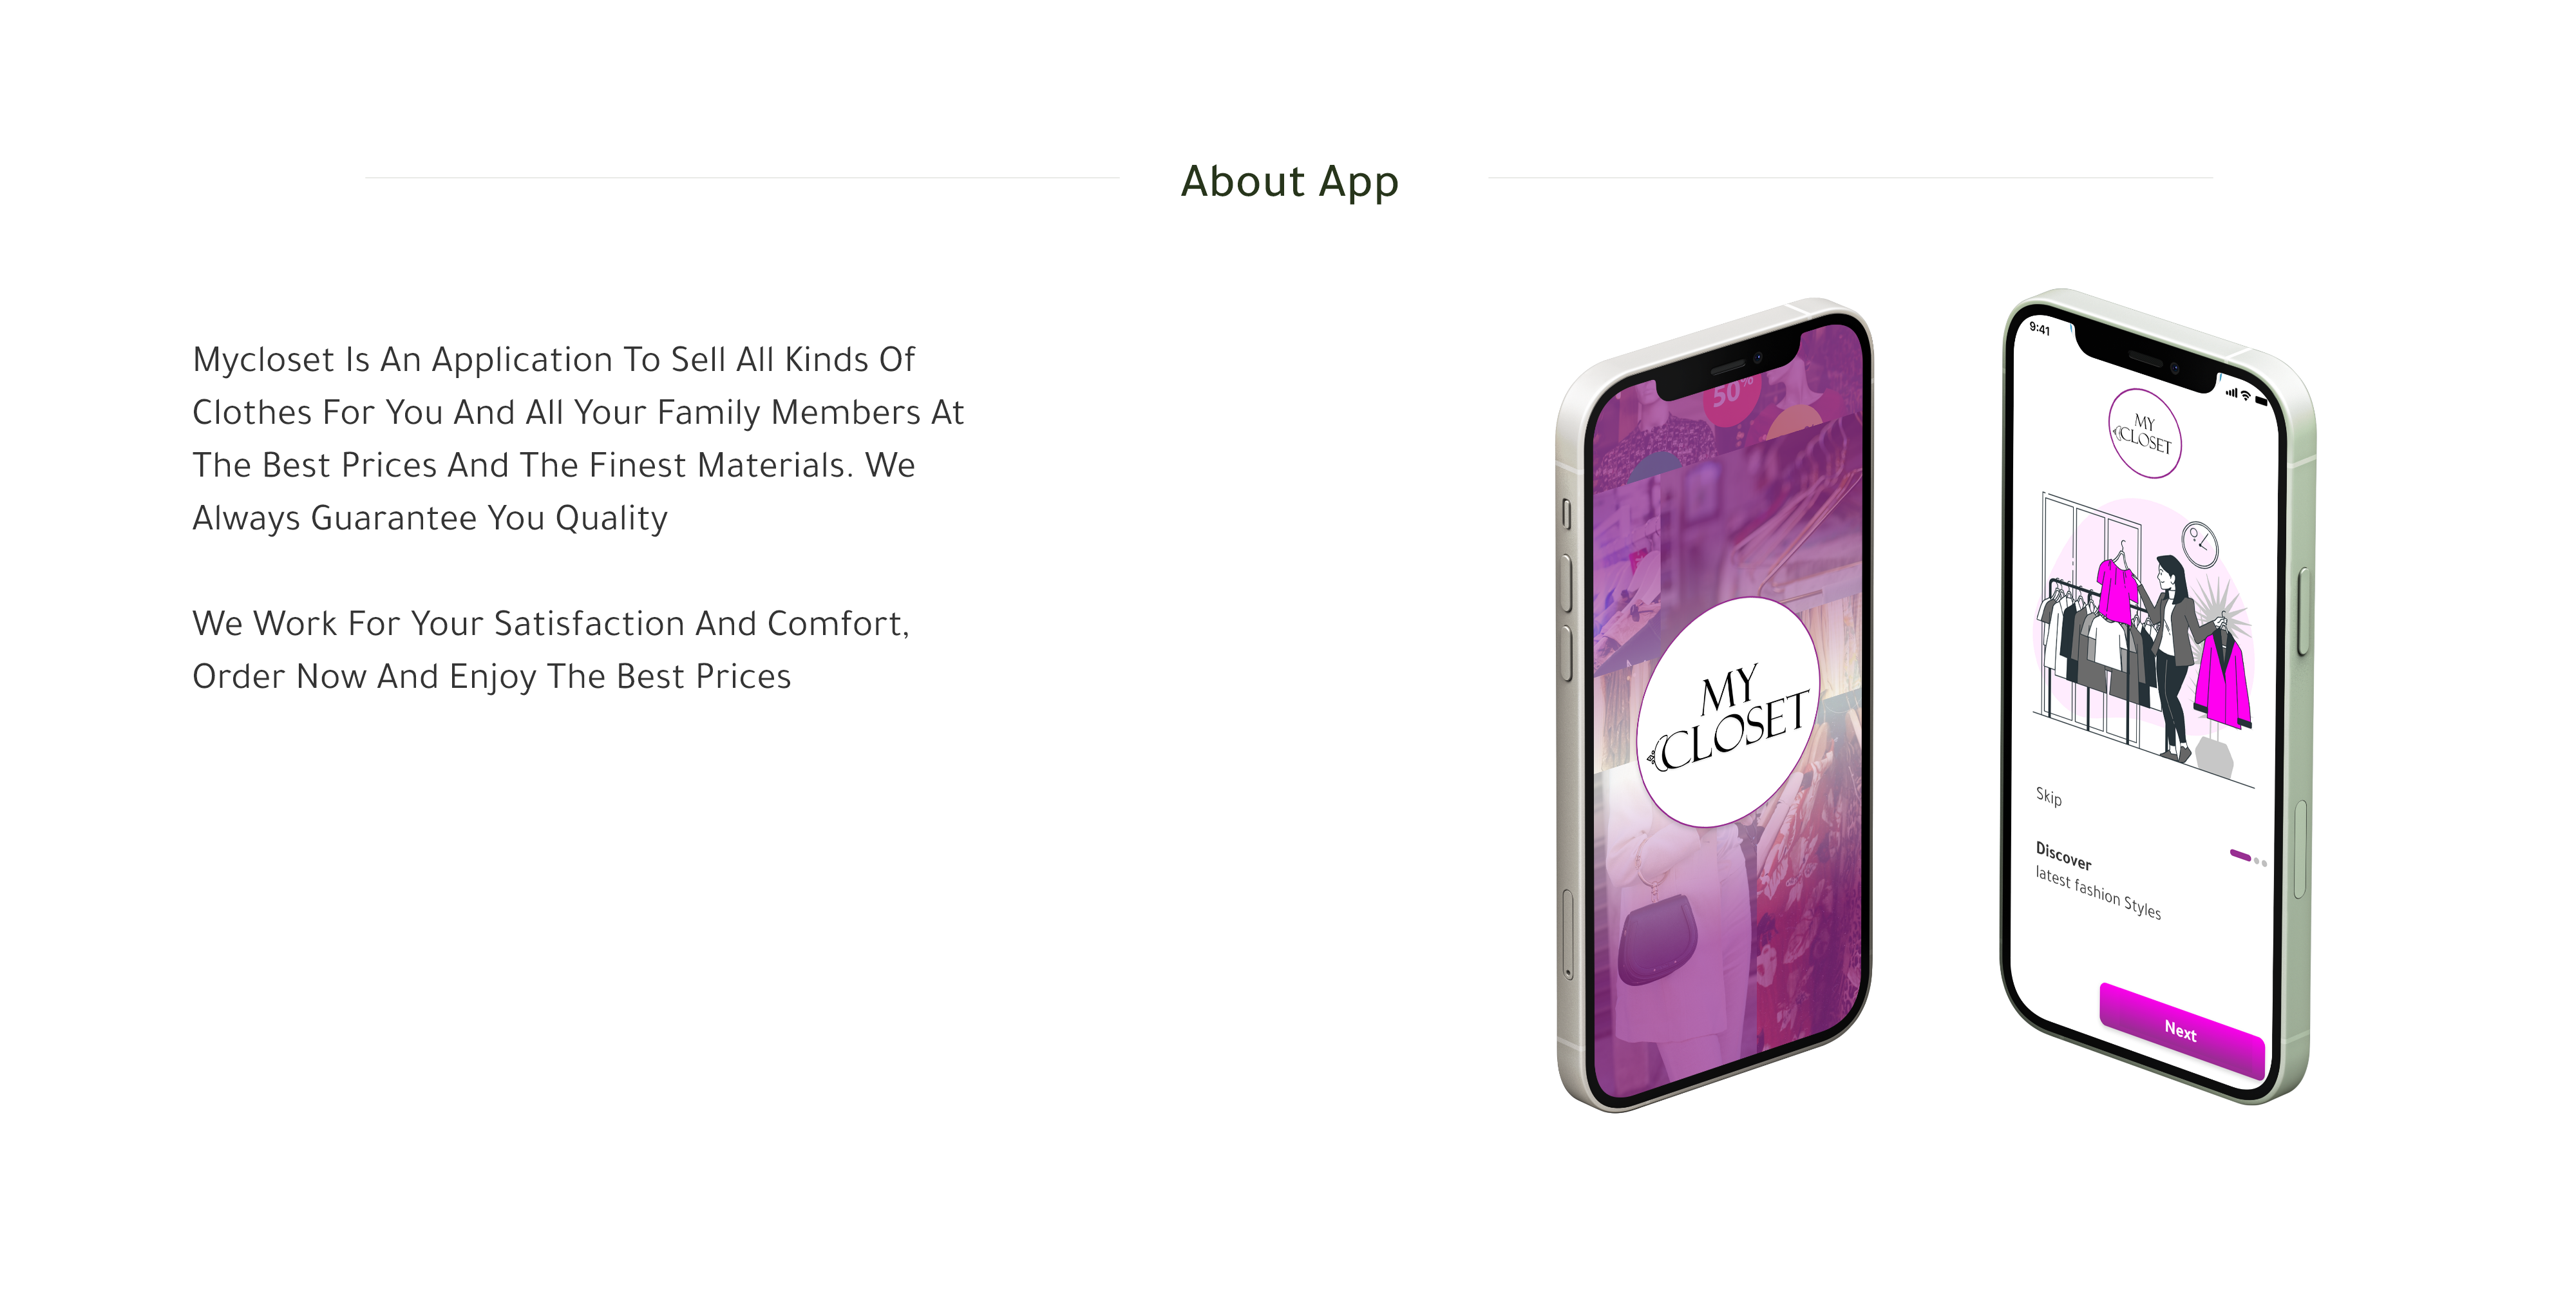 About App
Mycloset Is An Application To Sell All Kinds Of
Clothes For You And All Your Family Members At
The Best Prices And The Finest Materials. We
Always Guarantee You Quality
We Work For Your Satisfaction And Comfort,
Order Now And Enjoy The Best Prices
50%
MY
CLOSET
9:41
MY
CLOSET
Skip
Discover
latest fashion Styles
Next